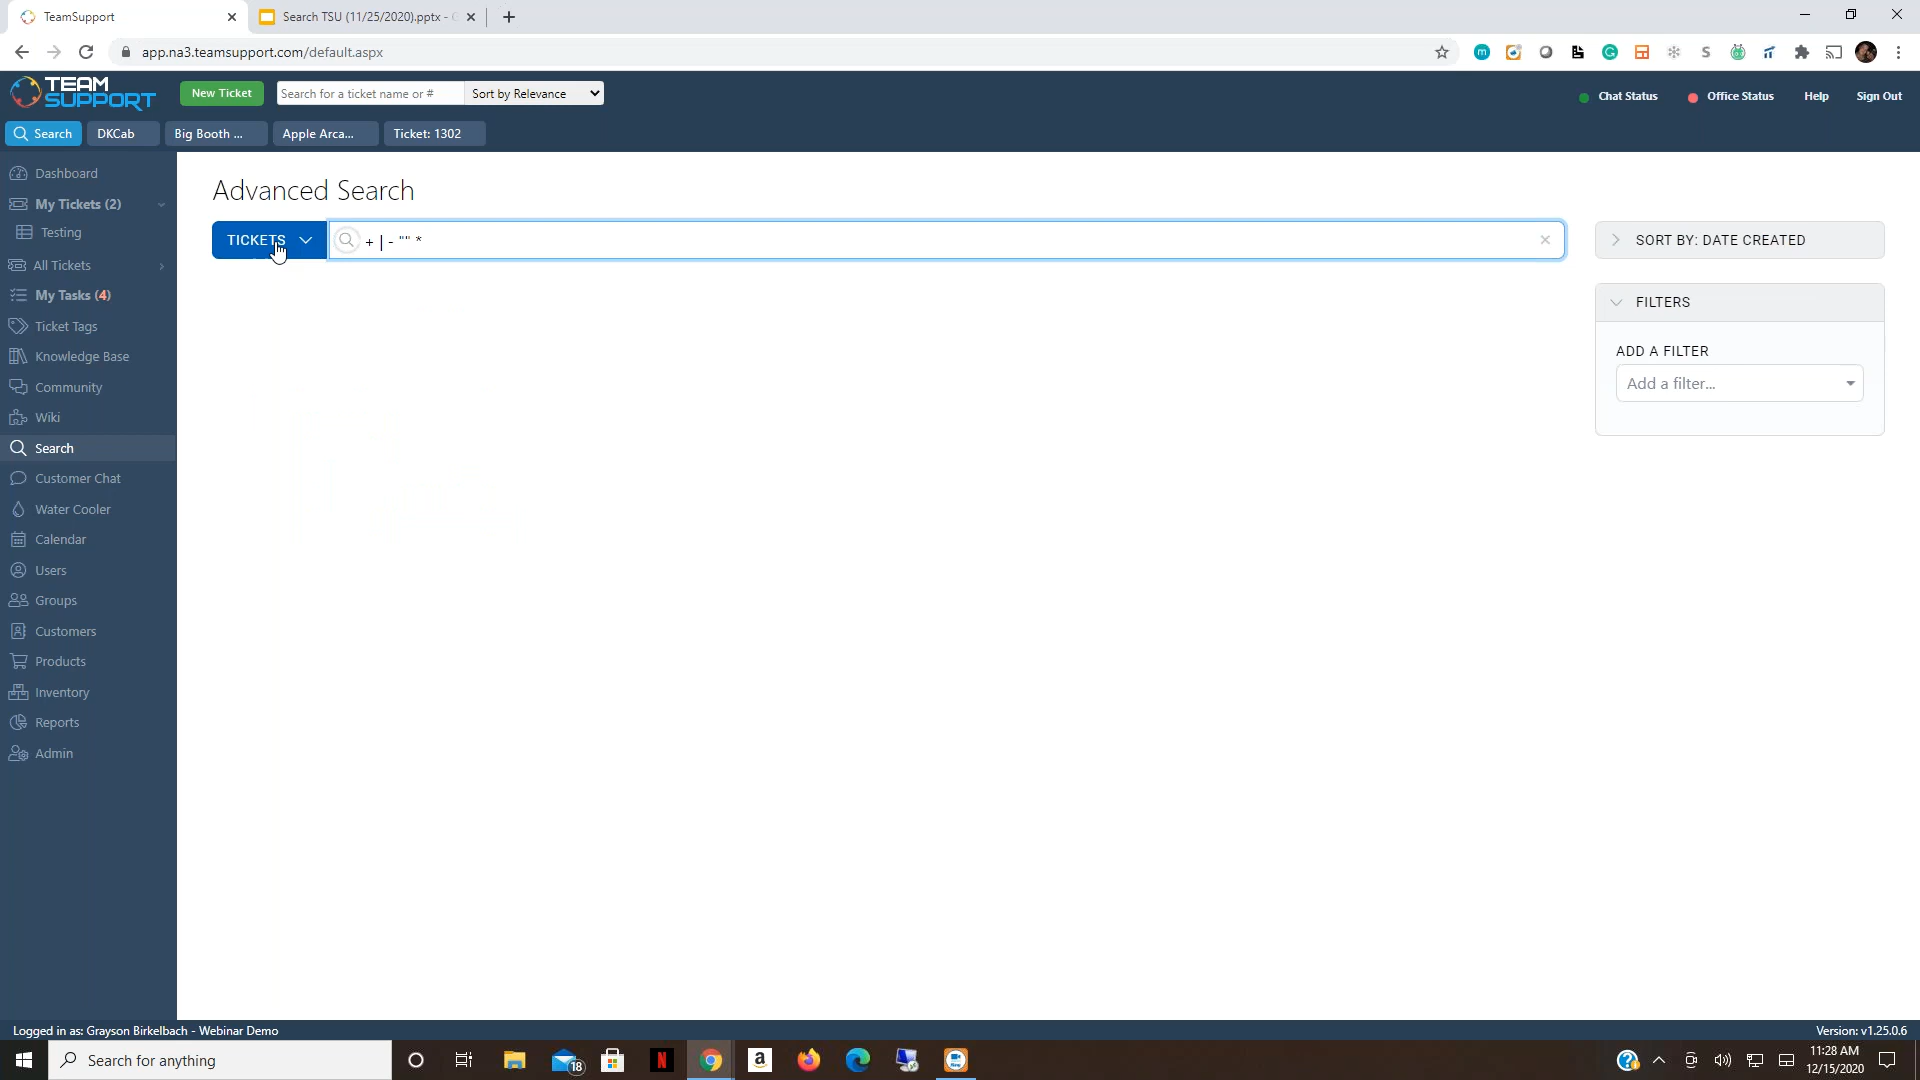 TeamSupport
Search TSU (11/25/2020).pptx - G
app.na3.teamsupport.com/default.aspx
TEAM SUPPORT
New Ticket
Search for a ticket name or #
Sort by Relevance
Chat Status
Office Status
Help
Sign Out
Search
DKCab
Big Booth ...
Apple Arca...
Ticket: 1302
Dashboard
My Tickets (2)
Testing
All Tickets
My Tasks (4)
Ticket Tags
Knowledge Base
Community
Wiki
Search
Customer Chat
Water Cooler
Calendar
Users
Groups
Customers
Products
Inventory
Reports
Admin
Advanced Search
TICKETS
+ | - "" *
SORT BY: DATE CREATED
FILTERS
ADD A FILTER
Add a filter...
Logged in as: Grayson Birkelbach - Webinar Demo
Version: v1.25.0.6
Search for anything
18
11:28 AM
12/15/2020